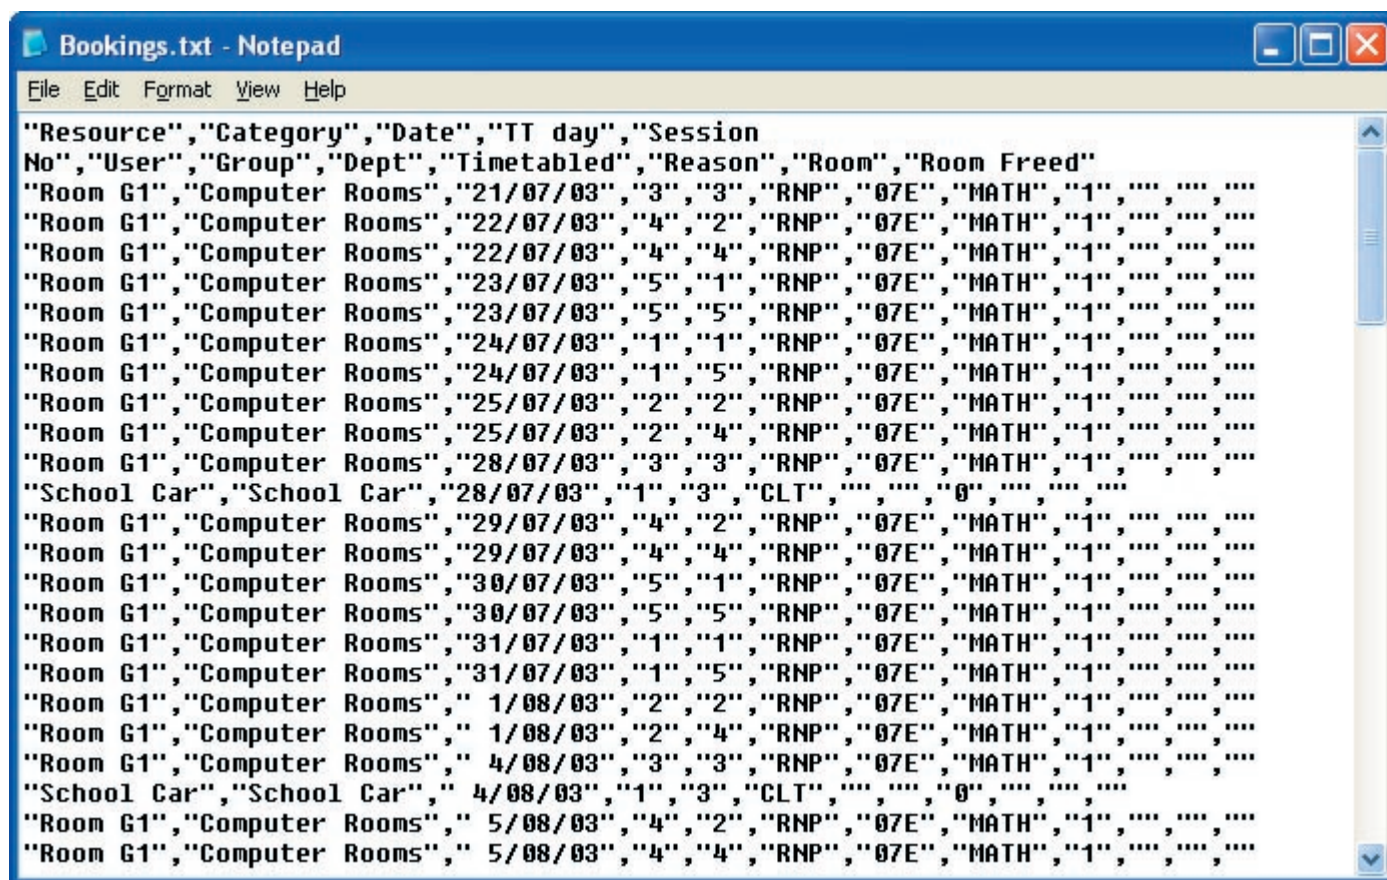 Bookings.txt - Notepad
File Edit Format View Help
"Resource","Category","Date","TT day","Session
No","User","Group","Dept","Timetabled","Reason","Room","Room Freed"
"Room G1","Computer Rooms","21/07/03","3","3","RNP","07E","MATH","1","","",""
"Room G1","Computer Rooms","22/07/03","4","2","RNP","07E","MATH","1","","",""
"Room G1","Computer Rooms","22/07/03","4","4","RNP","07E","MATH","1","","",""
"Room G1","Computer Rooms","23/07/03","5","1","RNP","07E","MATH","1","","",""
"Room G1","Computer Rooms","23/07/03","5","5","RNP","07E","MATH","1","","",""
"Room G1","Computer Rooms","24/07/03","1","1","RNP","07E","MATH","1","","",""
"Room G1","Computer Rooms","24/07/03","1","5","RNP","07E","MATH","1","","",""
"Room G1","Computer Rooms","25/07/03","2","2","RNP","07E","MATH","1","","",""
"Room G1","Computer Rooms","25/07/03","2","4","RNP","07E","MATH","1","","",""
"Room G1","Computer Rooms","28/07/03","3","3","RNP","07E","MATH","1","","",""
"School Car","School Car","28/07/03","1","3","CLT","","","0","","",""
"Room G1","Computer Rooms","29/07/03","4","2","RNP","07E","MATH","1","","",""
"Room G1","Computer Rooms","29/07/03","4","4","RNP","07E","MATH","1","","",""
"Room G1","Computer Rooms","30/07/03","5","1","RNP","07E","MATH","1","","",""
"Room G1","Computer Rooms","30/07/03","5","5","RNP","07E","MATH","1","","",""
"Room G1","Computer Rooms","31/07/03","1","1","RNP","07E","MATH","1","","",""
"Room G1","Computer Rooms","31/07/03","1","5","RNP","07E","MATH","1","","",""
"Room G1","Computer Rooms"," 1/08/03","2","2","RNP","07E","MATH","1","","",""
"Room G1","Computer Rooms"," 1/08/03","2","4","RNP","07E","MATH","1","","",""
"Room G1","Computer Rooms"," 4/08/03","3","3","RNP","07E","MATH","1","","",""
"School Car","School Car"," 4/08/03","1","3","CLT","","","0","","",""
"Room G1","Computer Rooms"," 5/08/03","4","2","RNP","07E","MATH","1","","",""
"Room G1","Computer Rooms"," 5/08/03","4","4","RNP","07E","MATH","1","","",""